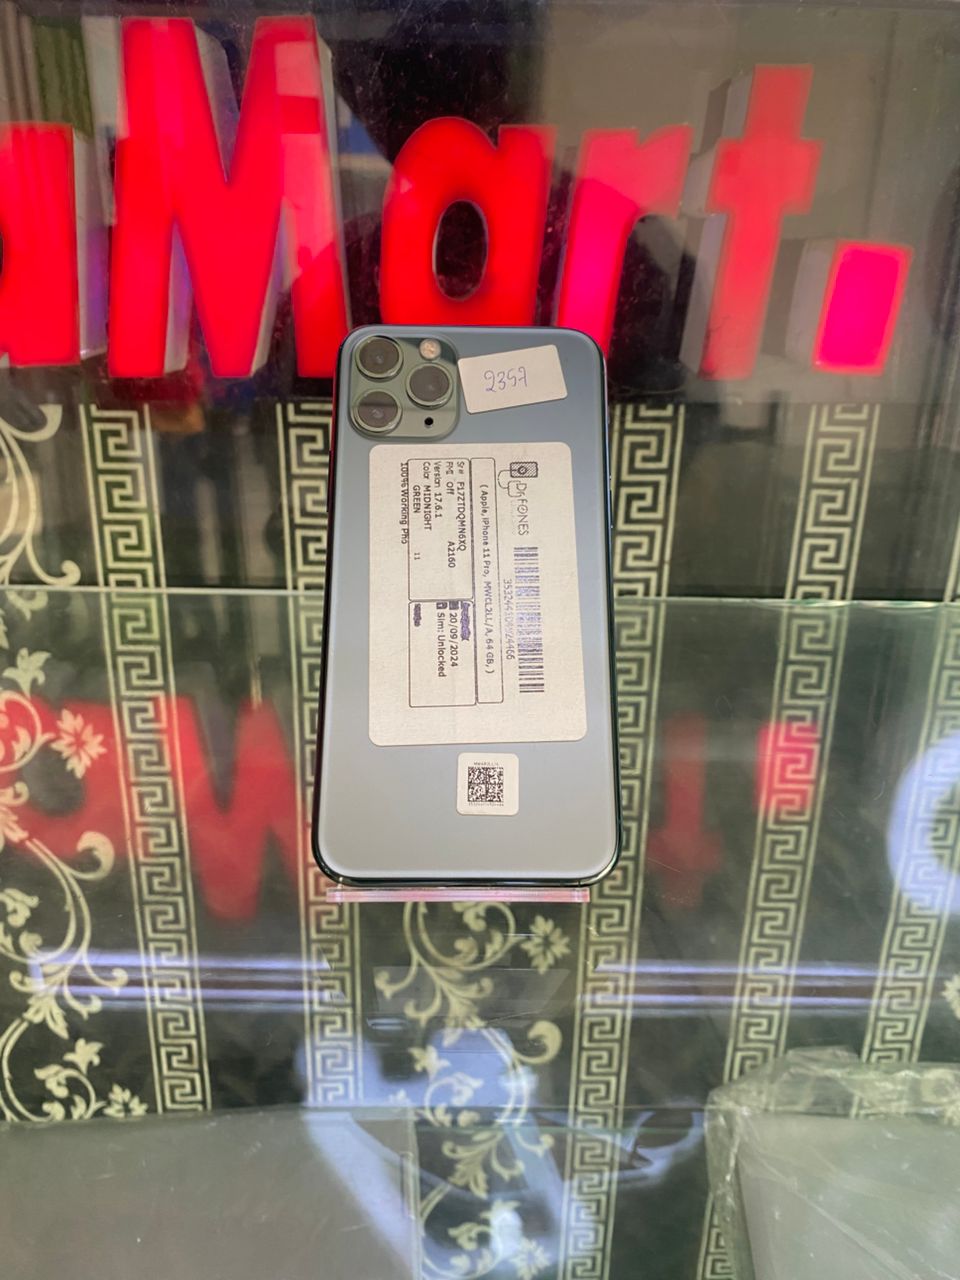 aMart.
2357
DrFONES
( Apple, iPhone 11 Pro, MWCL2LL/A, 64 GB, )
Sr# F17ZTDQMN6XQ
FMI Off A2160
Version 17.6.1
Color MIDNIGHT
GREEN 11
100% Working Pho
20/09/2024
Sim: Unlocked